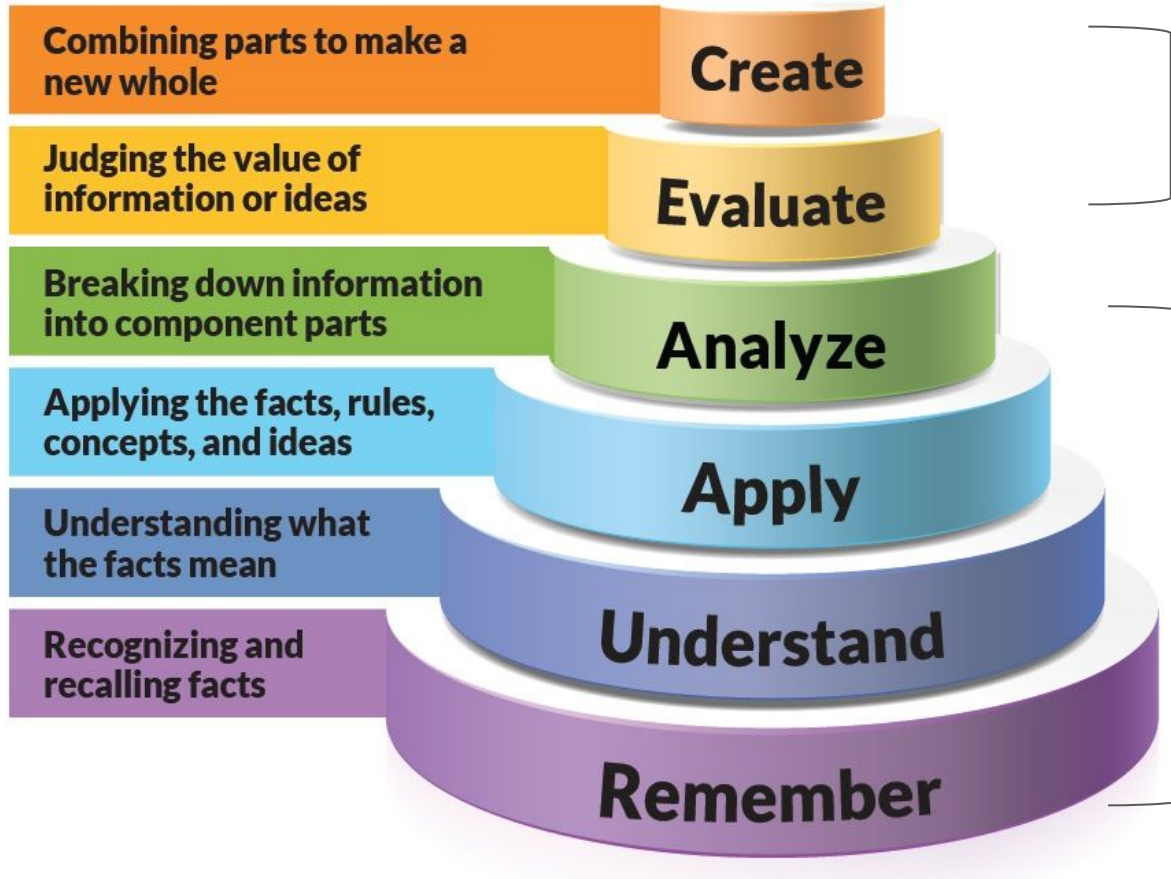 Combining parts to make a
new whole
Create
Judging the value of
information or ideas
Evaluate
Breaking down information
into component parts
Analyze
Applying the facts, rules,
concepts, and ideas
Apply
Understanding what
the facts mean
Understand
Recognizing and
recalling facts
Remember